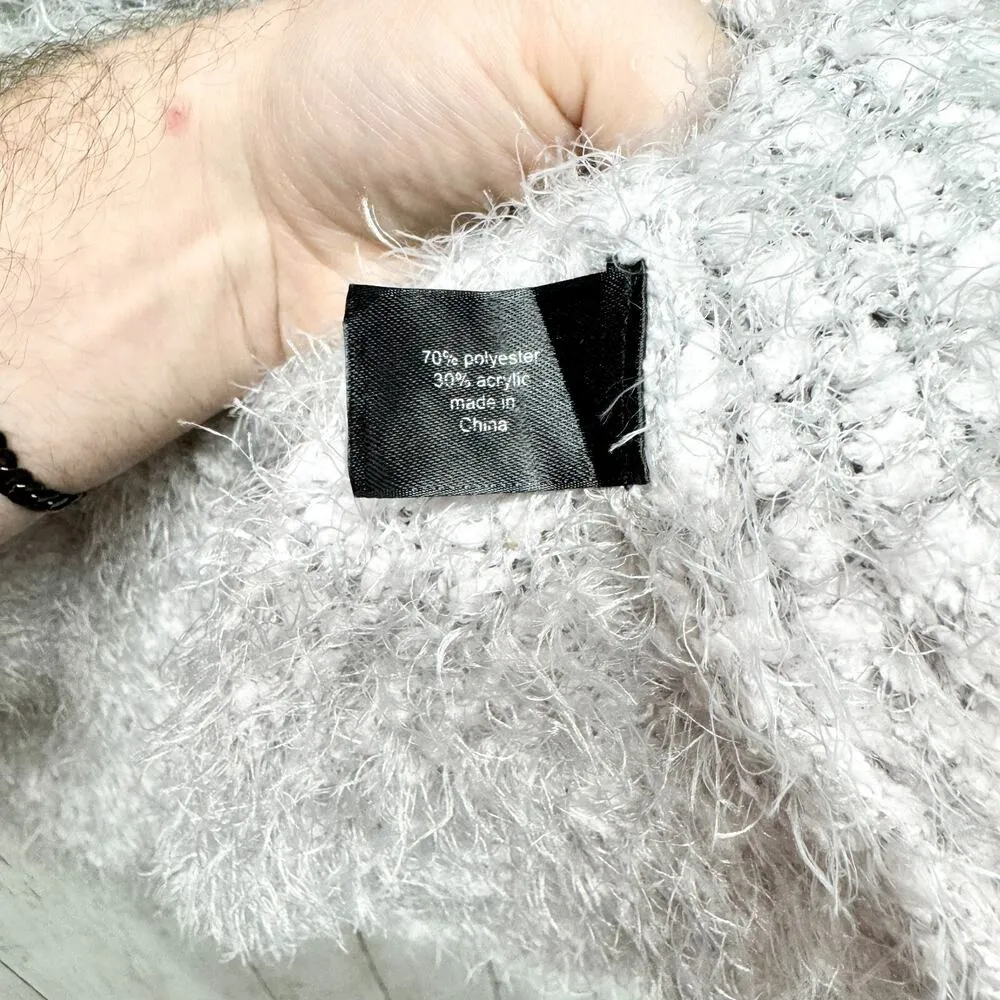 70% polyester
30% acrylic
made in
China